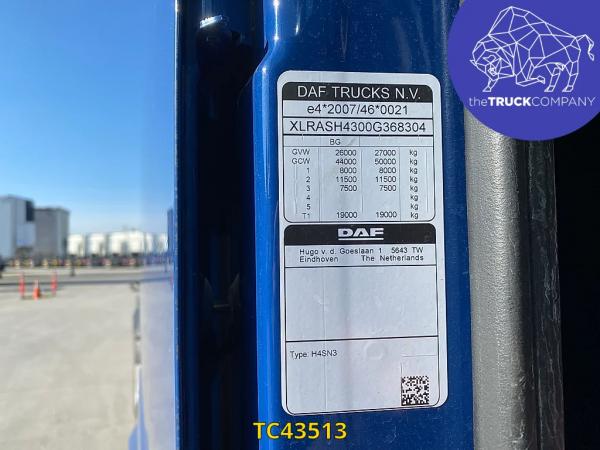 DAF TRUCKS N.V.
e4*2007/46*0021
XLRASH4300G368304
BG
GVW 26000 27000 kg
GCW 44000 50000 kg
1 8000 8000 kg
2 11500 11500 kg
3 7500 7500 kg
4 kg
5 kg
T1 19000 19000 kg
DAF
Hugo v. d. Goeslaan 1 5643 TW
Eindhoven The Netherlands
Type: H4SN3
theTRUCKCOMPANY
TC43513